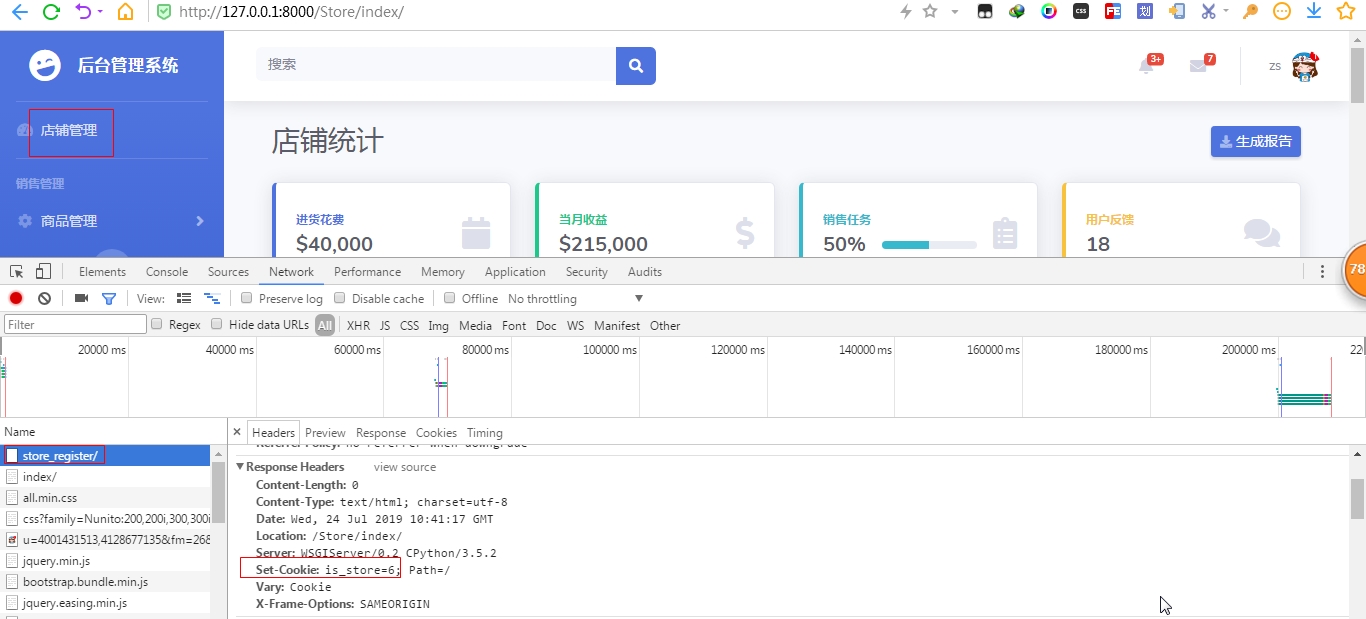 http://127.0.0.1:8000/Store/index/
css
FE
划
后台管理系统
搜索
3+
7
zs
店铺管理
店铺统计
生成报告
销售管理
商品管理
进货花费
$40,000
当月收益
$215,000
销售任务
50%
用户反馈
18
78
Elements Console Sources Network Performance Memory Application Security Audits
View: Preserve log Disable cache Offline No throttling
Filter Regex Hide data URLs All XHR JS CSS Img Media Font Doc WS Manifest Other
20000 ms 40000 ms 60000 ms 80000 ms 100000 ms 120000 ms 140000 ms 160000 ms 180000 ms 200000 ms 220
Name
Headers Preview Response Cookies Timing
store_register/
index/
all.min.css
css?family=Nunito:200,200i,300,300i
u=4001431513,4128677135&fm=268
jquery.min.js
bootstrap.bundle.min.js
jquery.easing.min.js
Referrer Policy: no-referrer-when-downgrade
Response Headers view source
Content-Length: 0
Content-Type: text/html; charset=utf-8
Date: Wed, 24 Jul 2019 10:41:17 GMT
Location: /Store/index/
Server: WSGIServer/0.2 CPython/3.5.2
Set-Cookie: is_store=6; Path=/
Vary: Cookie
X-Frame-Options: SAMEORIGIN